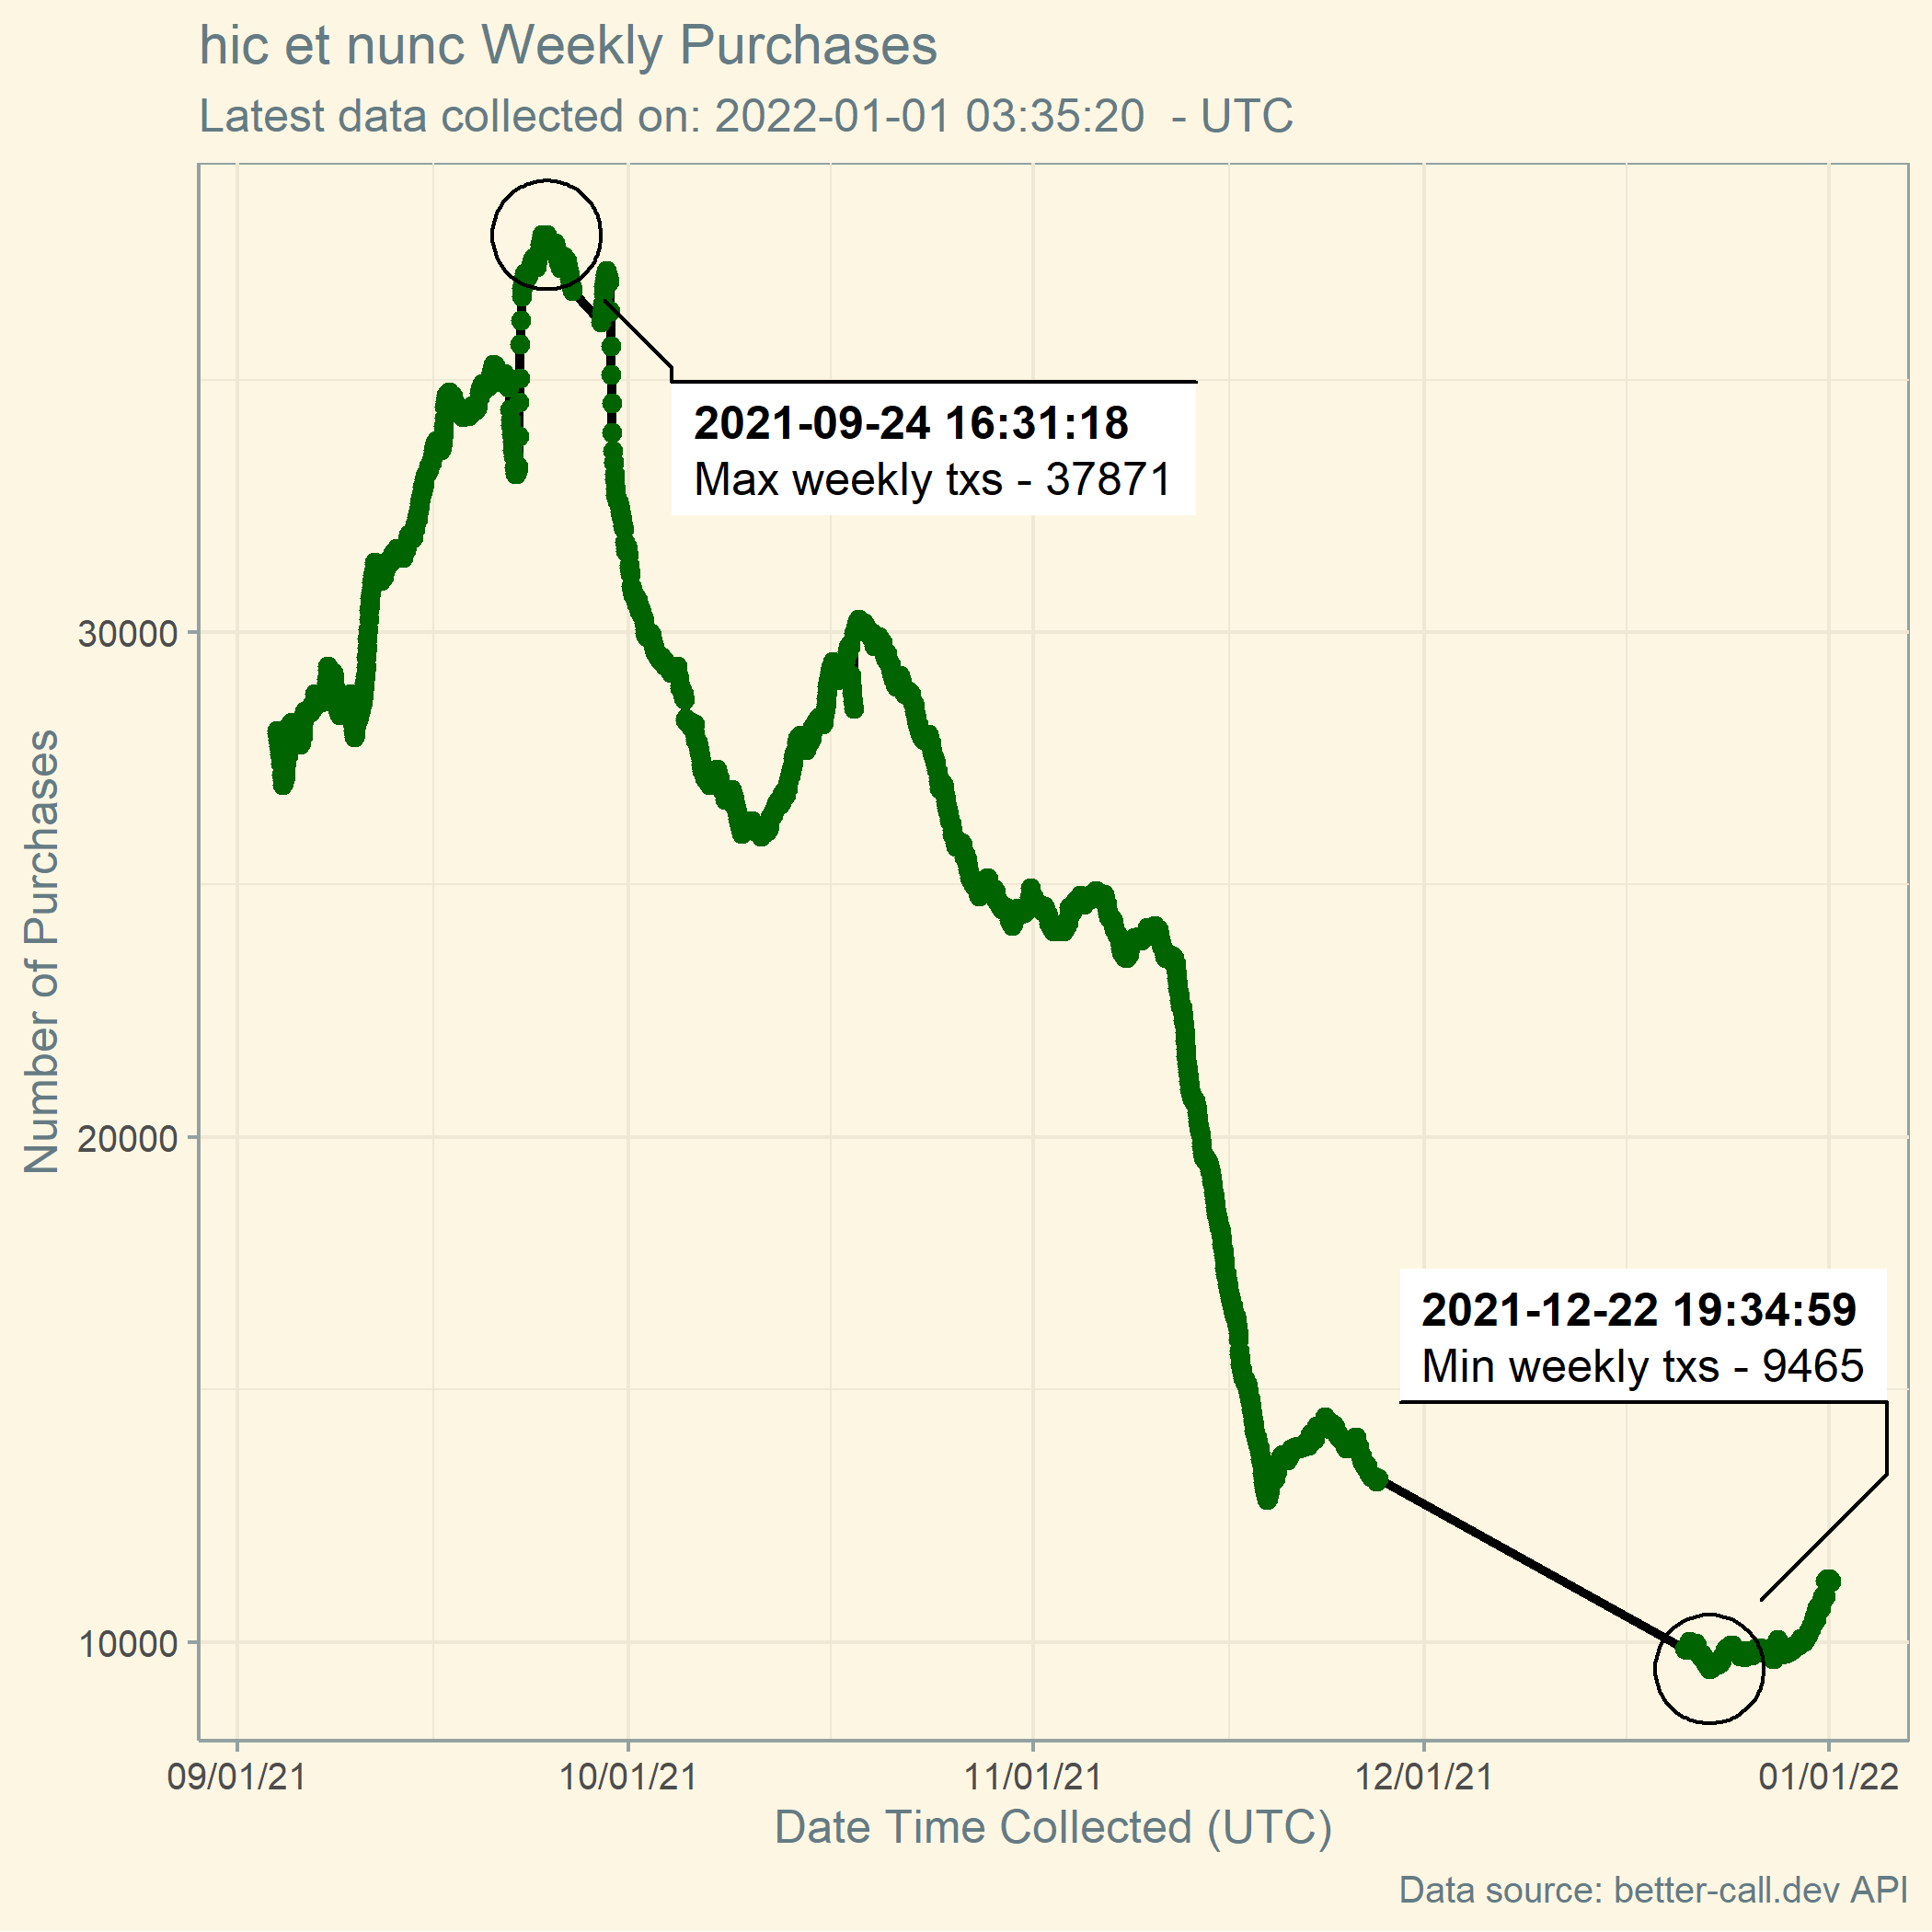 hic et nunc Weekly Purchases
Latest data collected on: 2022-01-01 03:35:20  - UTC
Number of Purchases
30000
20000
10000
2021-09-24 16:31:18
Max weekly txs - 37871
2021-12-22 19:34:59
Min weekly txs - 9465
09/01/21
10/01/21
11/01/21
12/01/21
01/01/22
Date Time Collected (UTC)
Data source: better-call.dev API